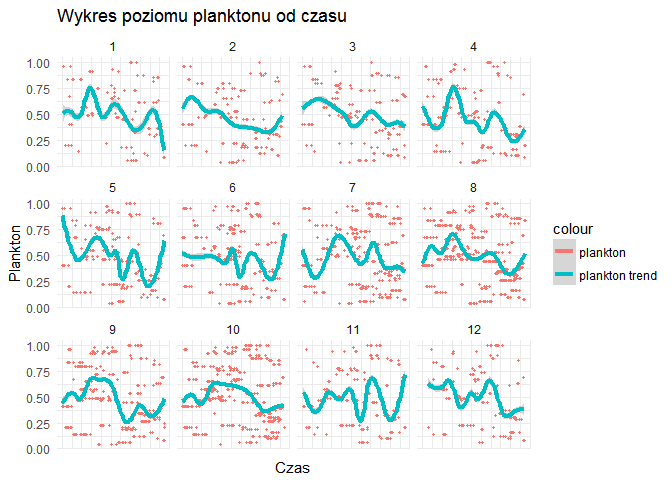 Wykres poziomu planktonu od czasu
1 2 3 4
1.00
0.75
0.50
0.25
0.00
5 6 7 8
1.00
0.75
0.50
0.25
0.00
9 10 11 12
1.00
0.75
0.50
0.25
0.00
Plankton
Czas
colour
plankton
plankton trend